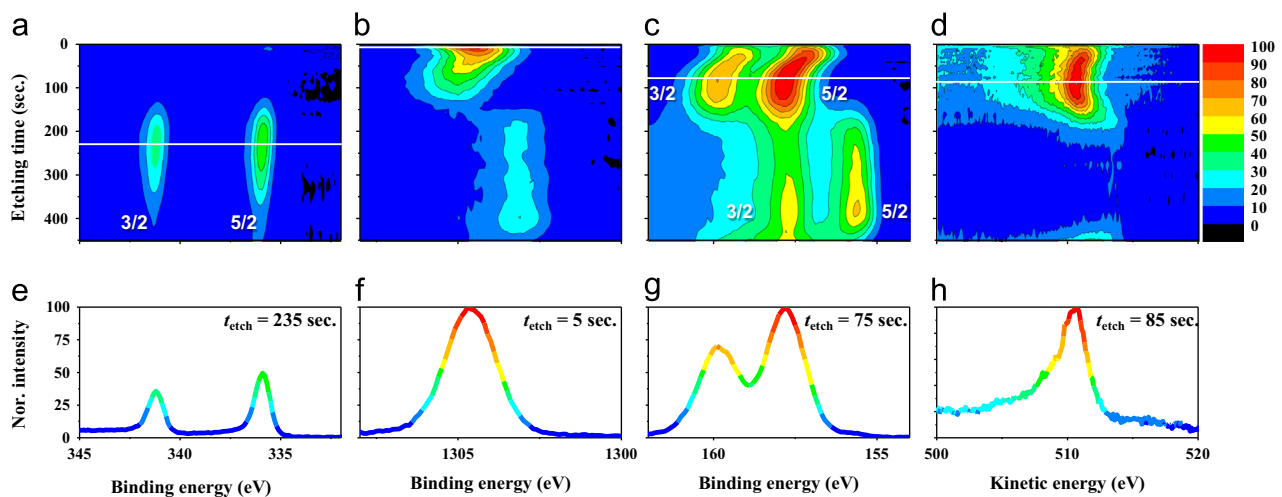 a b c d
Etching time (sec.)
0
100
200
300
400
3/2 5/2
3/2 5/2
3/2 5/2
100
90
80
70
60
50
40
30
20
10
0
e f g h
Nor. intensity
100
75
50
25
0
t_etch = 235 sec.
t_etch = 5 sec.
t_etch = 75 sec.
t_etch = 85 sec.
345 340 335
1305 1300
160 154
500 510 520
Binding energy (eV)
Binding energy (eV)
Binding energy (eV)
Kinetic energy (eV)